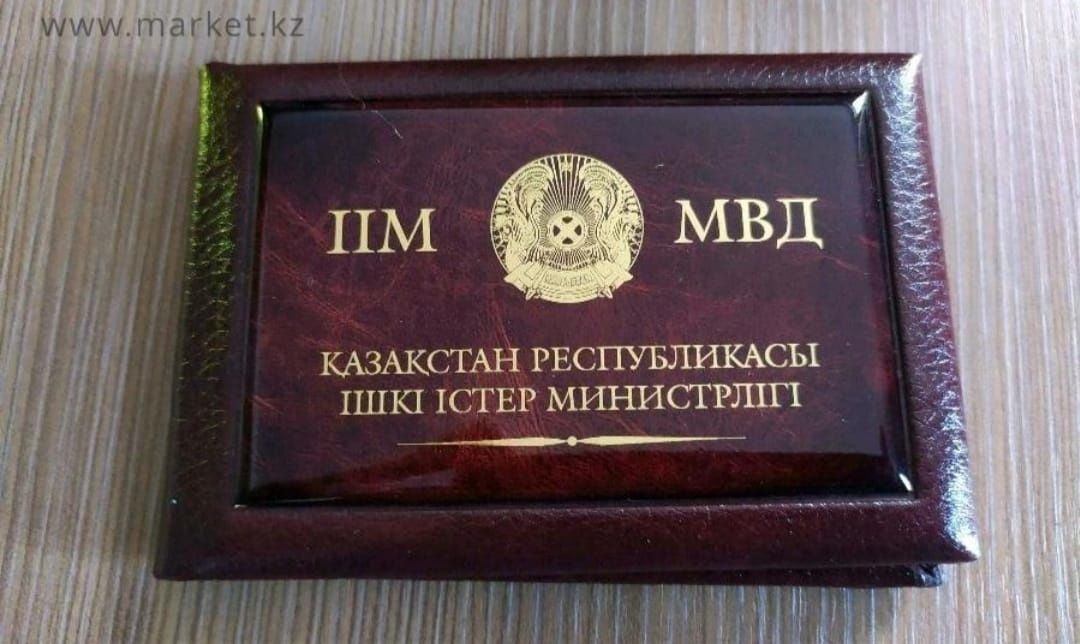 www.market.kz
ІІМ МВД
ҚАЗАҚСТАН РЕСПУБЛИКАСЫ
ІШКІ ІСТЕР МИНИСТРЛІГІ